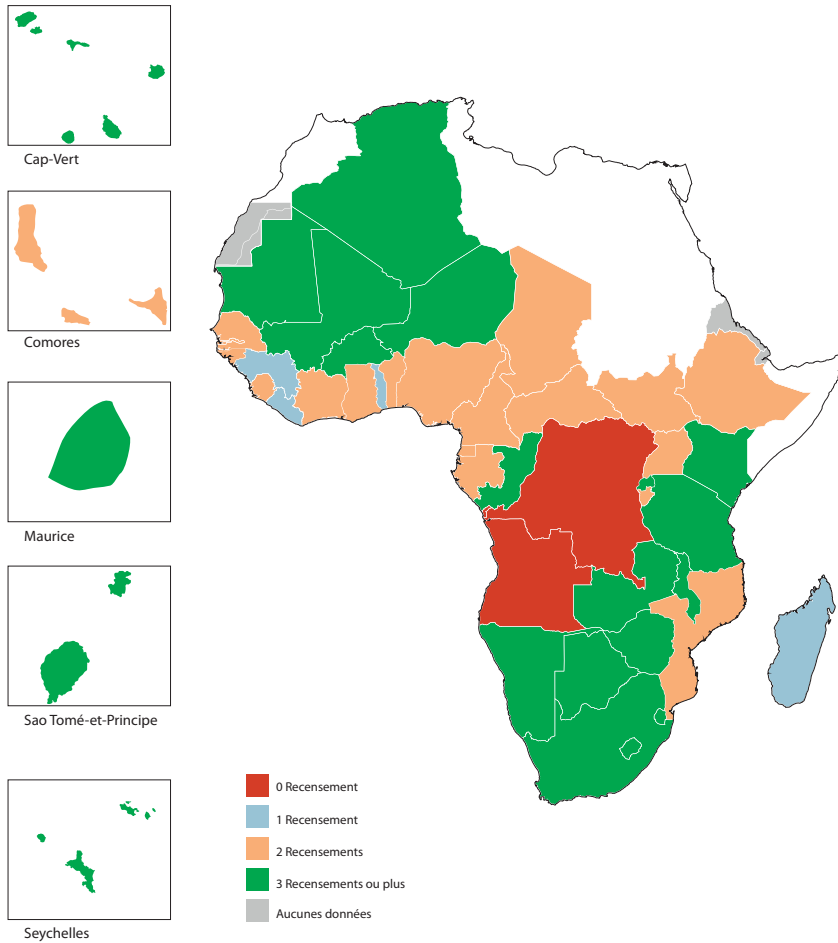 Cap-Vert
Comores
Maurice
Sao Tomé-et-Principe
Seychelles
0 Recensement
1 Recensement
2 Recensements
3 Recensements ou plus
Aucunes données